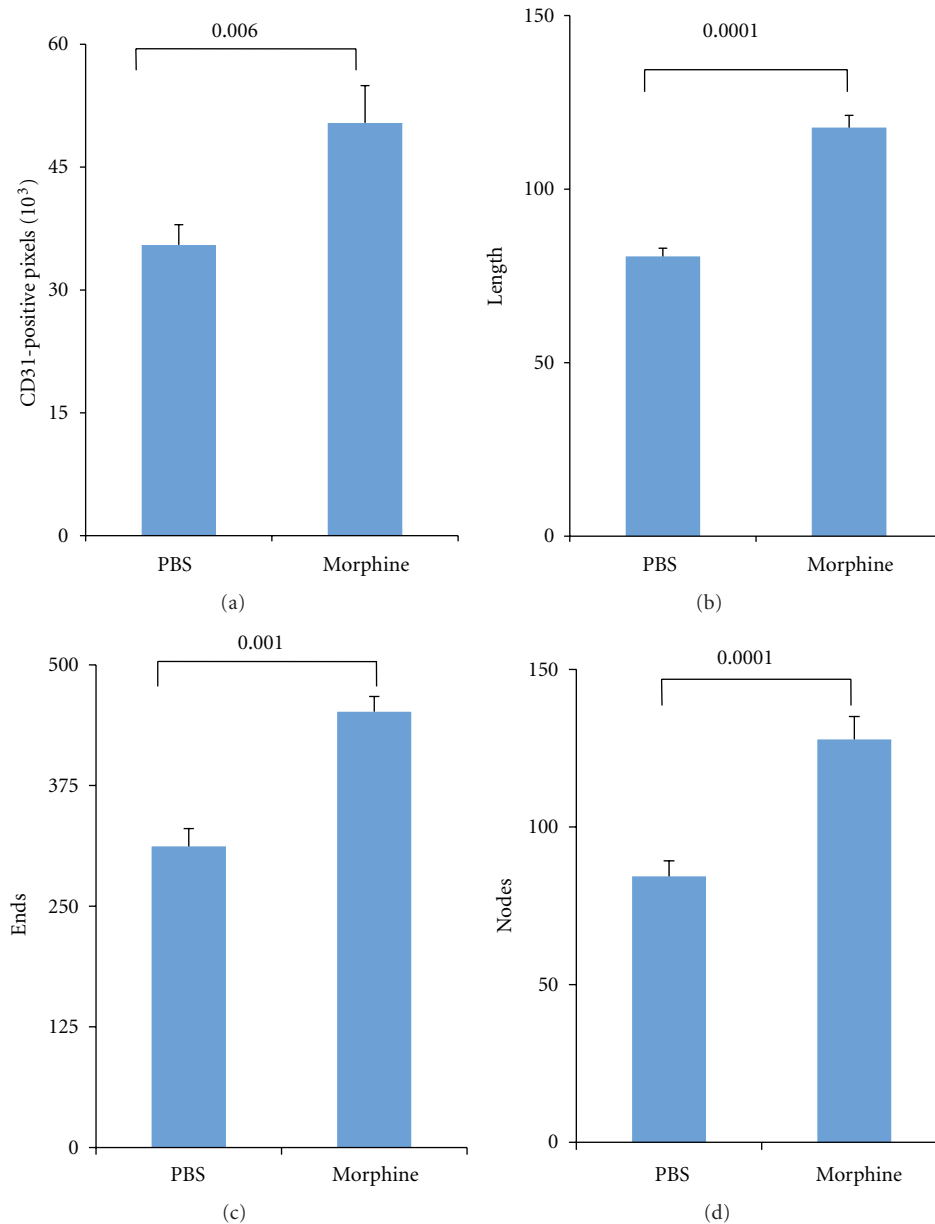 0.006
60
45
30
15
0
CD31-positive pixels (10³)
PBS Morphine
(a)
0.0001
150
100
50
0
Length
PBS Morphine
(b)
0.001
500
375
250
125
0
Ends
PBS Morphine
(c)
0.0001
150
100
50
0
Nodes
PBS Morphine
(d)